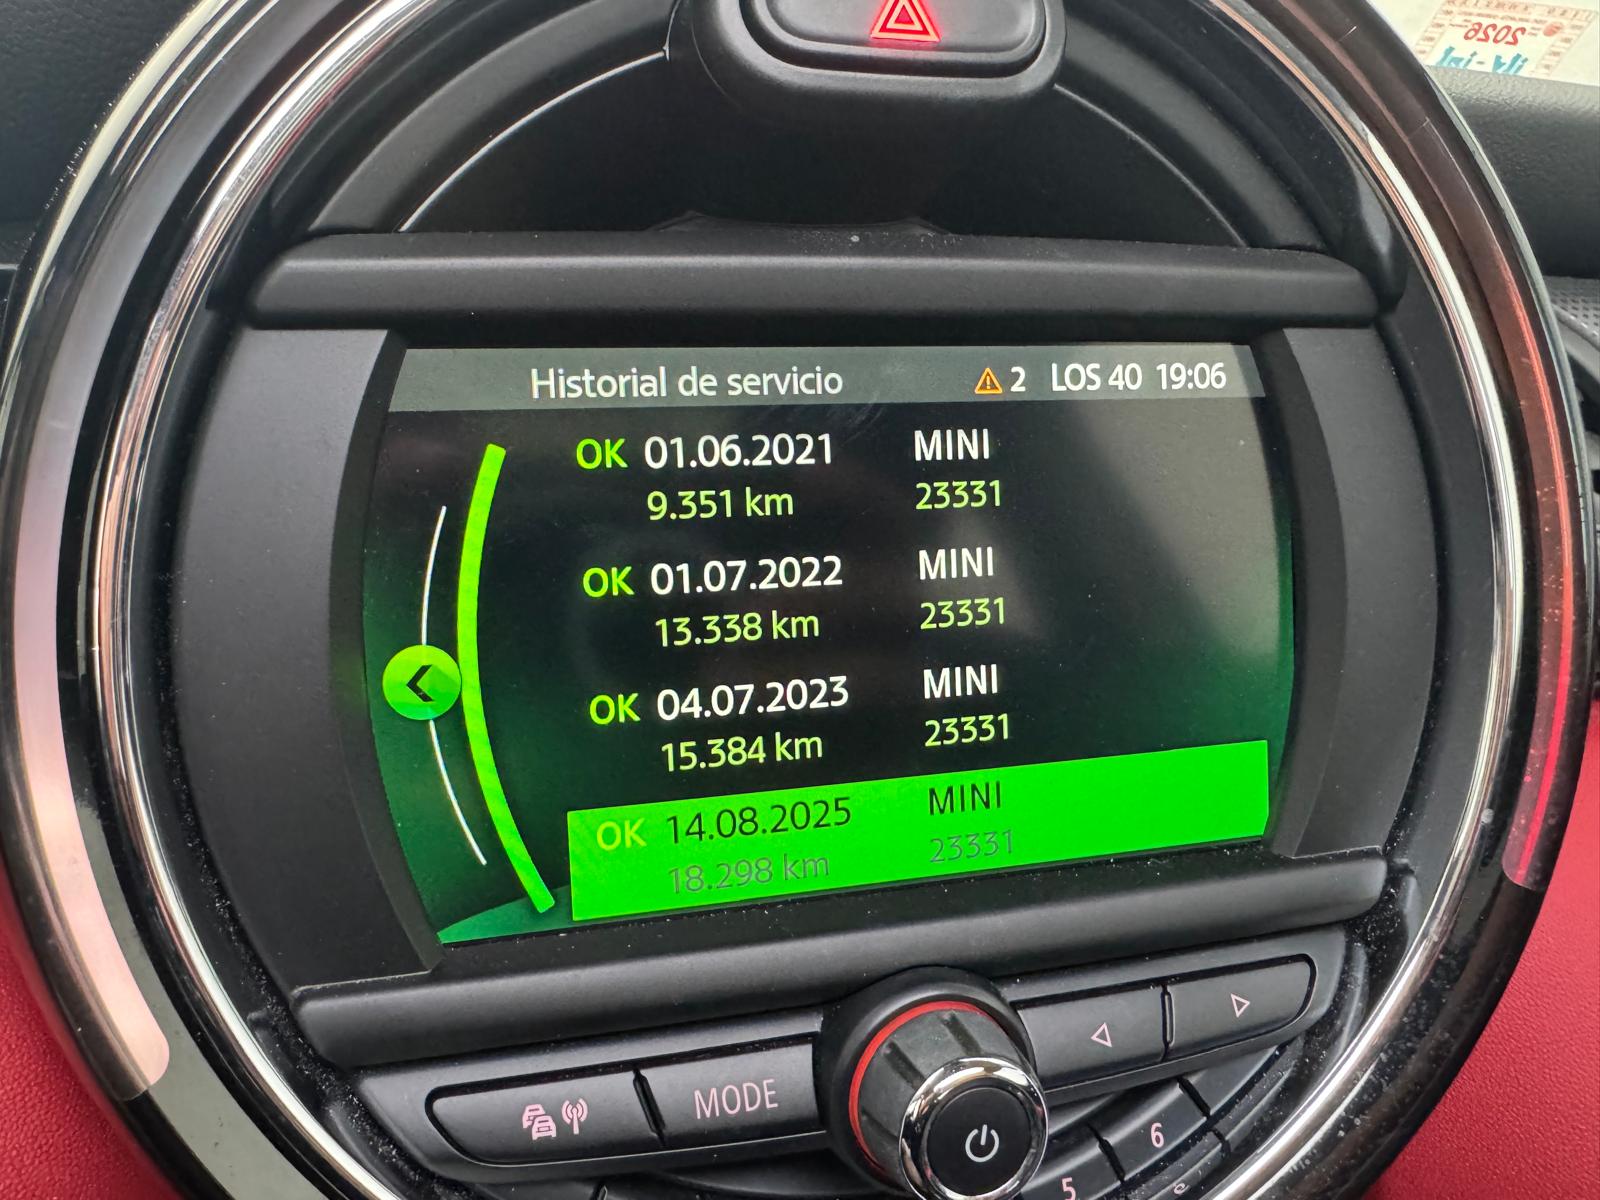 2026
Historial de servicio
2 LOS 40 19:06
OK 01.06.2021 MINI
9.351 km 23331
OK 01.07.2022 MINI
13.338 km 23331
OK 04.07.2023 MINI
15.384 km 23331
OK 14.08.2025 MINI
18.298 km 23331
MODE
5
6